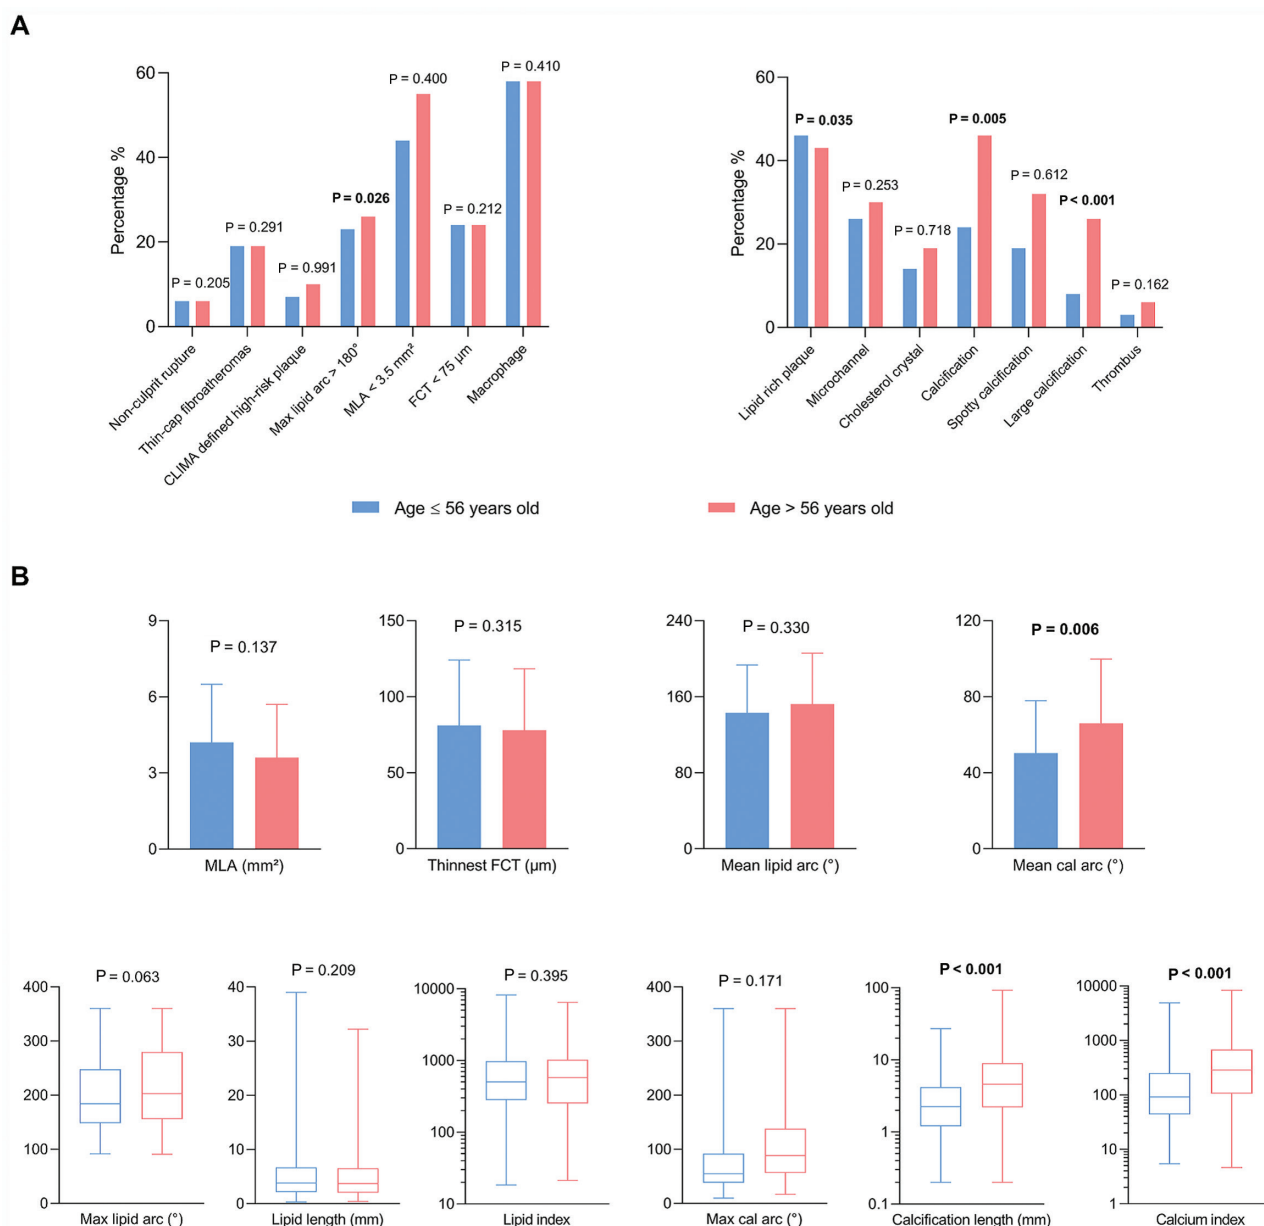 A
Percentage %
60
40
20
0
P = 0.205
P = 0.291
P = 0.991
P = 0.026
P = 0.400
P = 0.212
P = 0.410
Non-culprit rupture
Thin-cap fibroatheromas
CLIMA defined high-risk plaque
Max lipid arc > 180°
MLA < 3.5 mm²
FCT < 75 μm
Macrophage
Percentage %
60
40
20
0
P = 0.035
P = 0.253
P = 0.718
P = 0.005
P = 0.612
P < 0.001
P = 0.162
Lipid rich plaque
Microchannel
Cholesterol crystal
Calcification
Spotty calcification
Large calcification
Thrombus
Age ≤ 56 years old
Age > 56 years old
B
9
6
3
0
P = 0.137
MLA (mm²)
150
100
50
0
P = 0.315
Thinnest FCT (μm)
240
160
80
0
P = 0.330
Mean lipid arc (°)
120
80
40
0
P = 0.006
Mean cal arc (°)
400
300
200
100
0
P = 0.063
Max lipid arc (°)
40
30
20
10
0
P = 0.209
Lipid length (mm)
10000
1000
100
10
P = 0.395
Lipid index
400
300
200
100
0
P = 0.171
Max cal arc (°)
100
10
1
0.1
P < 0.001
Calcification length (mm)
10000
1000
100
10
1
P < 0.001
Calcium index